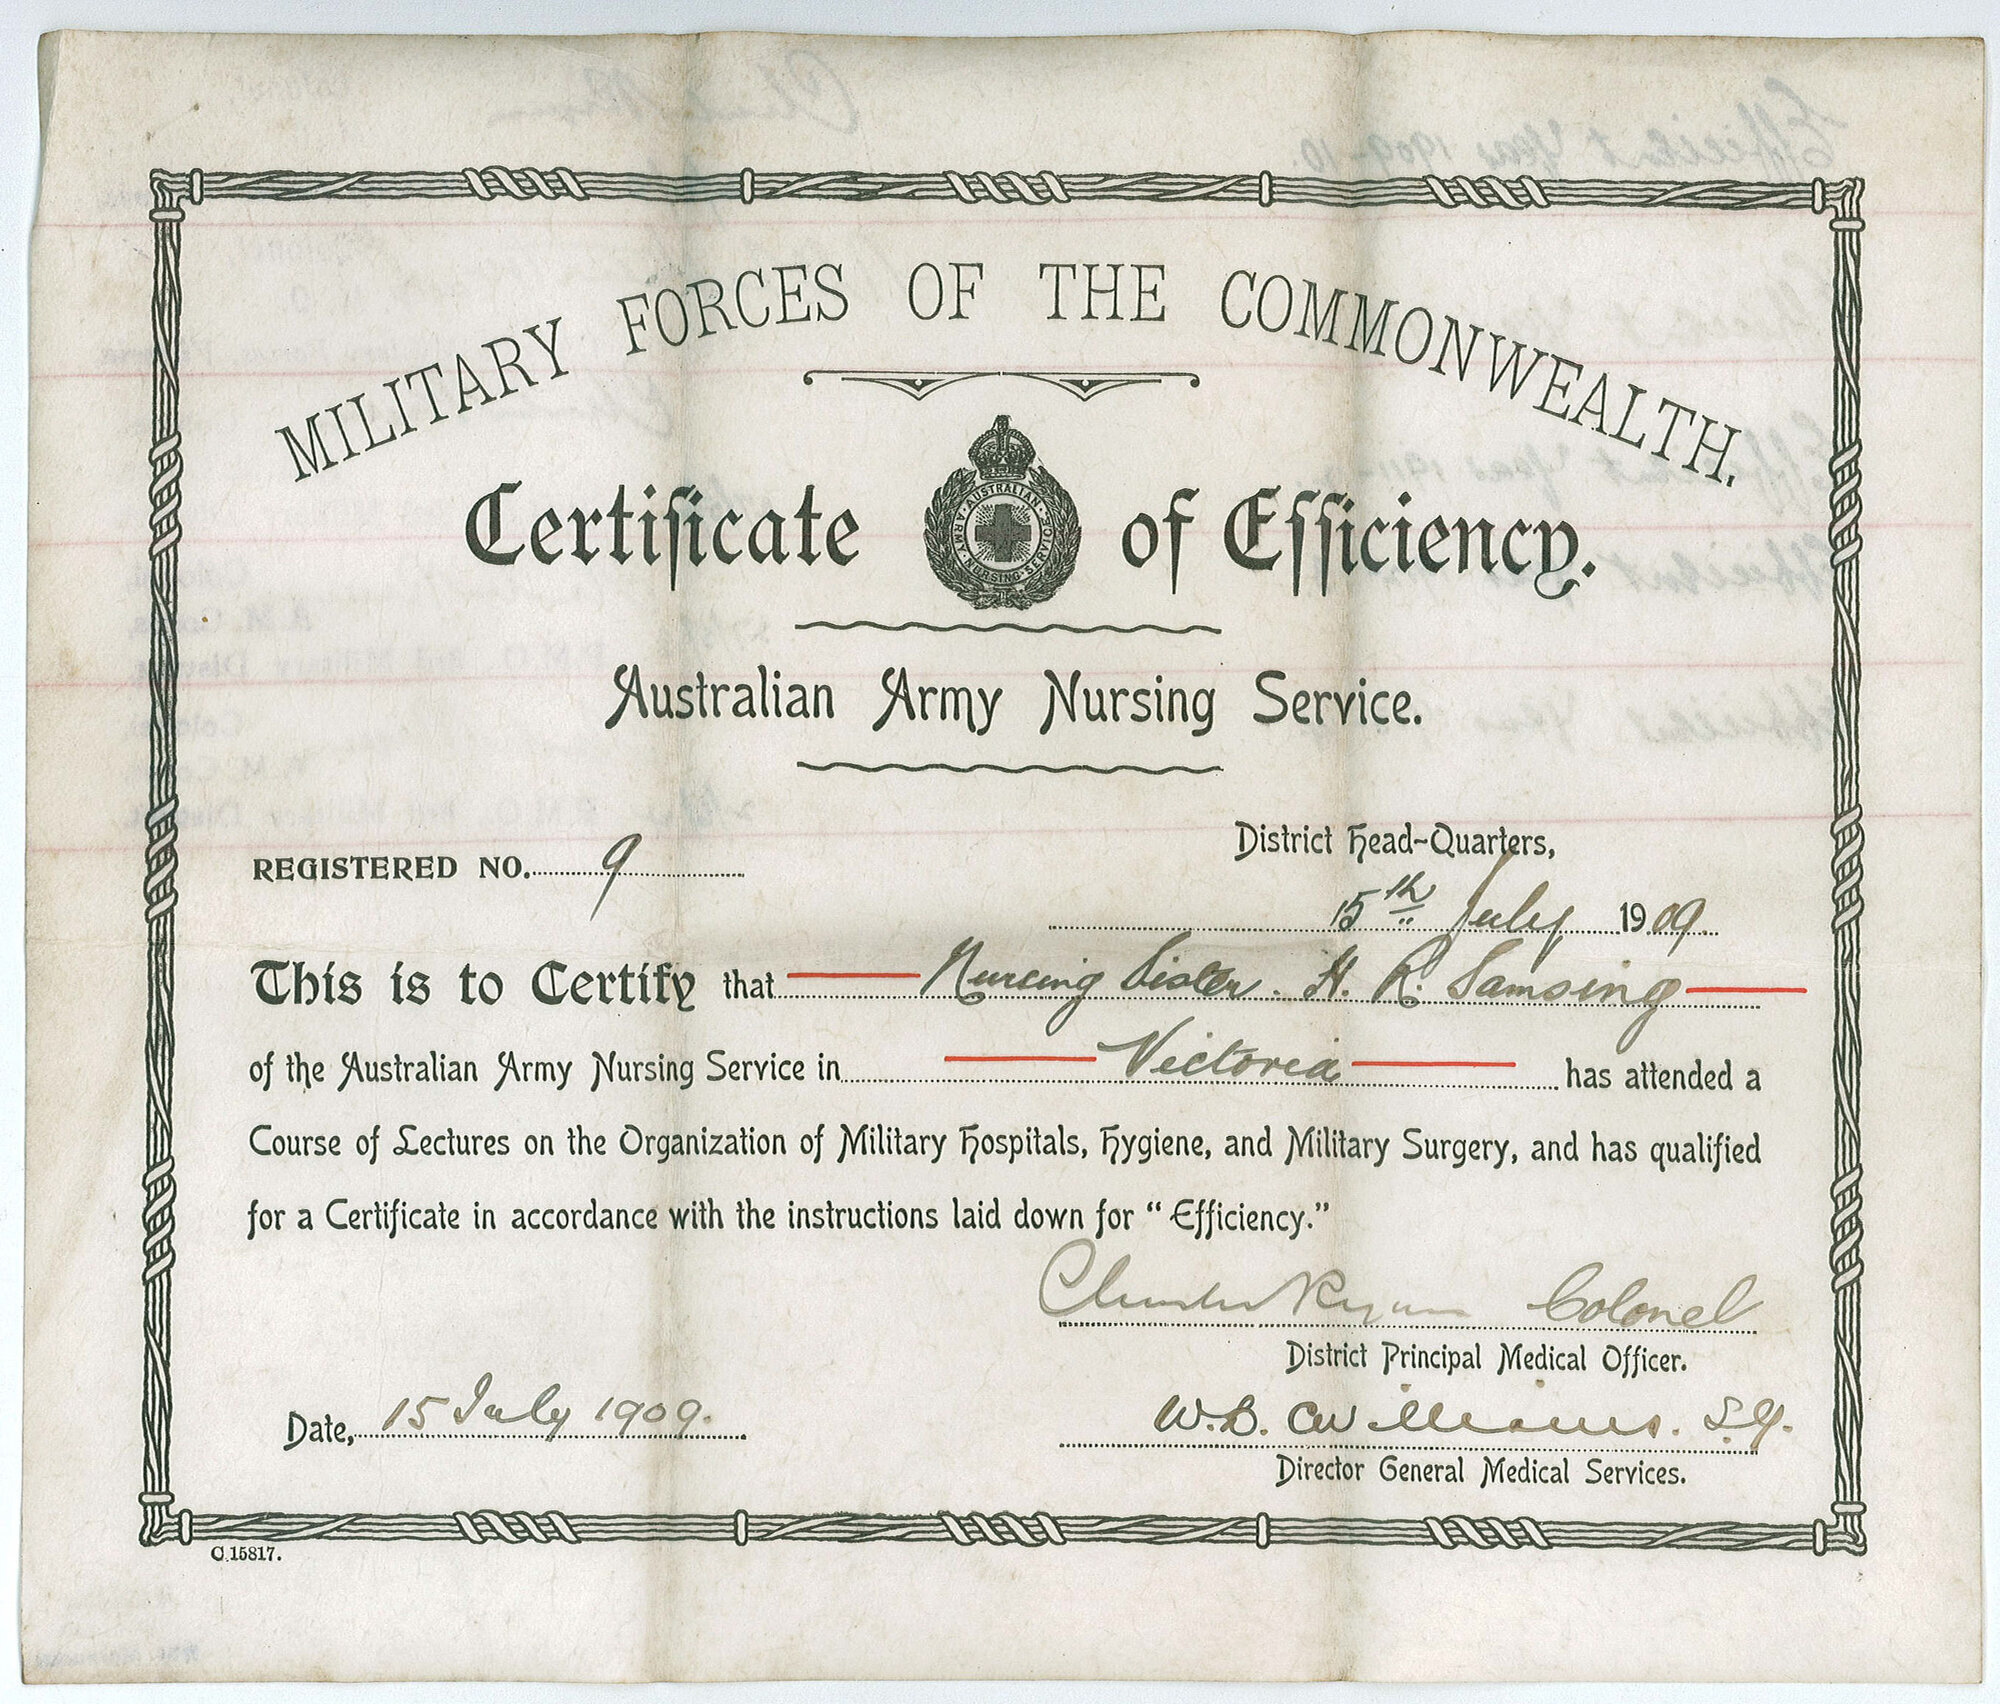 MILITARY FORCES OF THE COMMONWEALTH.
Certificate of Efficiency.
AUSTRALIAN ARMY NURSING SERVICE
Australian Army Nursing Service.
REGISTERED NO. 9
District Head-Quarters,
15th July 1909.
This is to Certify that Nursing Sister. H. R. Samsing
of the Australian Army Nursing Service in Victoria has attended a
Course of Lectures on the Organization of Military Hospitals, Hygiene, and Military Surgery, and has qualified
for a Certificate in accordance with the instructions laid down for "Efficiency."
Charles Ryan Colonel
District Principal Medical Officer.
Date, 15 July 1909.
W.D. C Williams. S.G.
Director General Medical Services.
C.15817.